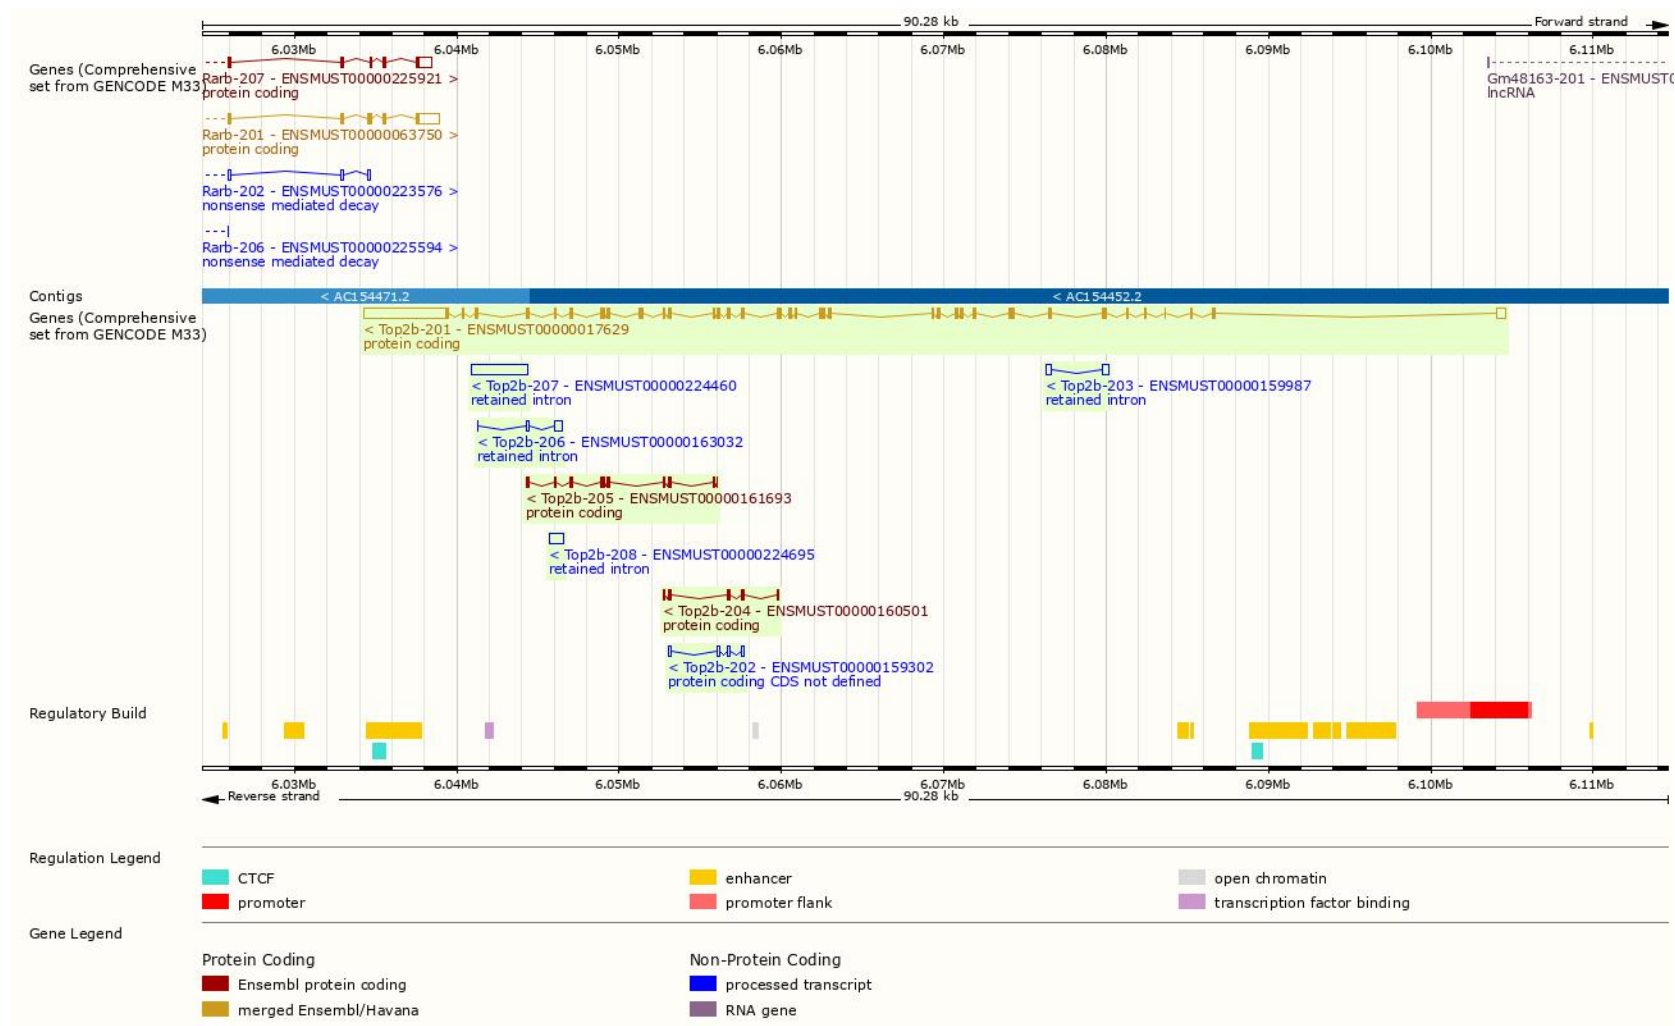 90.28 kb Forward strand
6.03Mb 6.04Mb 6.05Mb 6.06Mb 6.07Mb 6.08Mb 6.09Mb 6.10Mb 6.11Mb
Genes (Comprehensive
set from GENCODE M33)
Rarb-207 - ENSMUST00000225921 >
protein coding
Gm48163-201 - ENSMUST0
lncRNA
Rarb-201 - ENSMUST00000063750 >
protein coding
Rarb-202 - ENSMUST00000223576 >
nonsense mediated decay
Rarb-206 - ENSMUST00000225594 >
nonsense mediated decay
Contigs
< AC154471.2 < AC154452.2
Genes (Comprehensive
set from GENCODE M33)
< Top2b-201 - ENSMUST00000017629
protein coding
< Top2b-207 - ENSMUST00000224460
retained intron
< Top2b-203 - ENSMUST00000159987
retained intron
< Top2b-206 - ENSMUST00000163032
retained intron
< Top2b-205 - ENSMUST00000161693
protein coding
< Top2b-208 - ENSMUST00000224695
retained intron
< Top2b-204 - ENSMUST00000160501
protein coding
< Top2b-202 - ENSMUST00000159302
protein coding CDS not defined
Regulatory Build
6.03Mb 6.04Mb 6.05Mb 6.06Mb 6.07Mb 6.08Mb 6.09Mb 6.10Mb 6.11Mb
Reverse strand 90.28 kb
Regulation Legend
CTCF enhancer open chromatin
promoter promoter flank transcription factor binding
Gene Legend
Protein Coding Non-Protein Coding
Ensembl protein coding processed transcript
merged Ensembl/Havana RNA gene